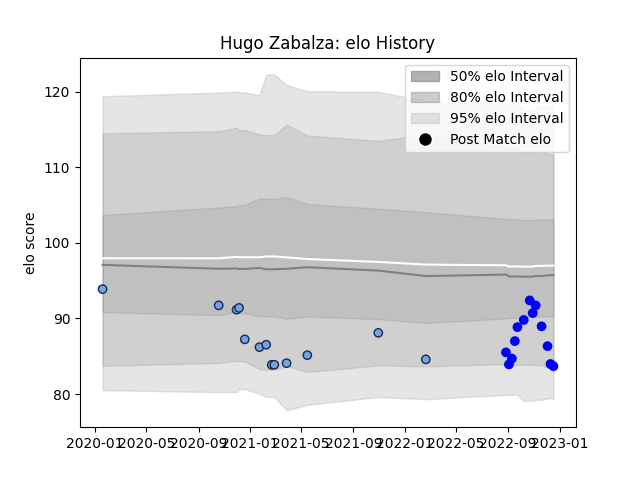 Hugo Zabalza: elo History
50% elo Interval
80% elo Interval
95% elo Interval
Post Match elo
elo score
120
110
100
90
80
2020-01 2020-05 2020-09 2021-01 2021-05 2021-09 2022-01 2022-05 2022-09 2023-01